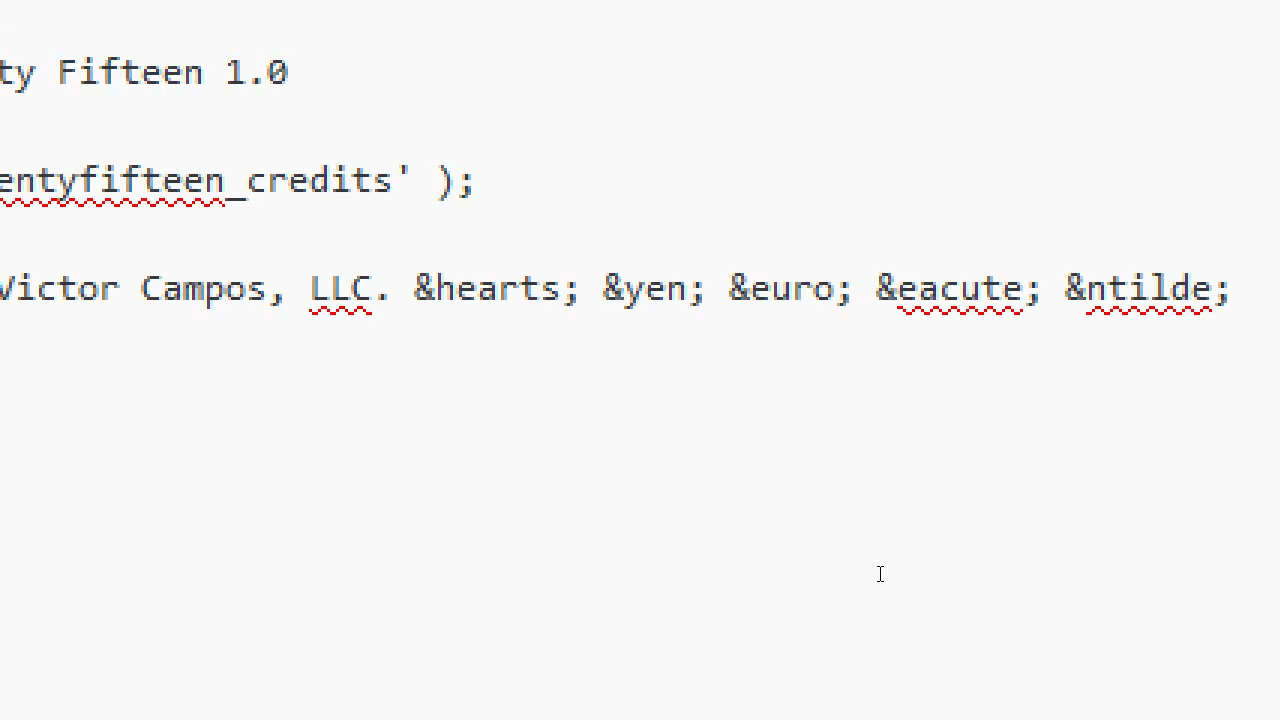 ty Fifteen 1.0
entyfifteen_credits' );
Victor Campos, LLC. &hearts; &yen; &euro; &eacute; &ntilde;